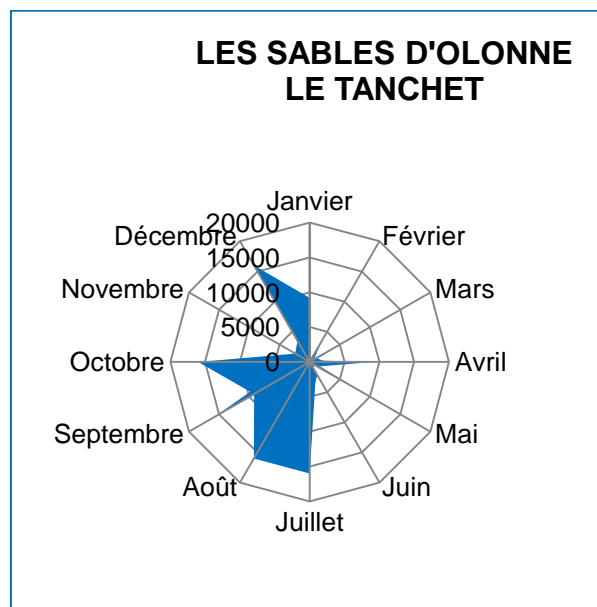 LES SABLES D'OLONNE
LE TANCHET
Janvier
20000
Décembre
Février
15000
Novembre
10000
Mars
5000
Octobre
0
Avril
Septembre
Mai
Août
Juin
Juillet